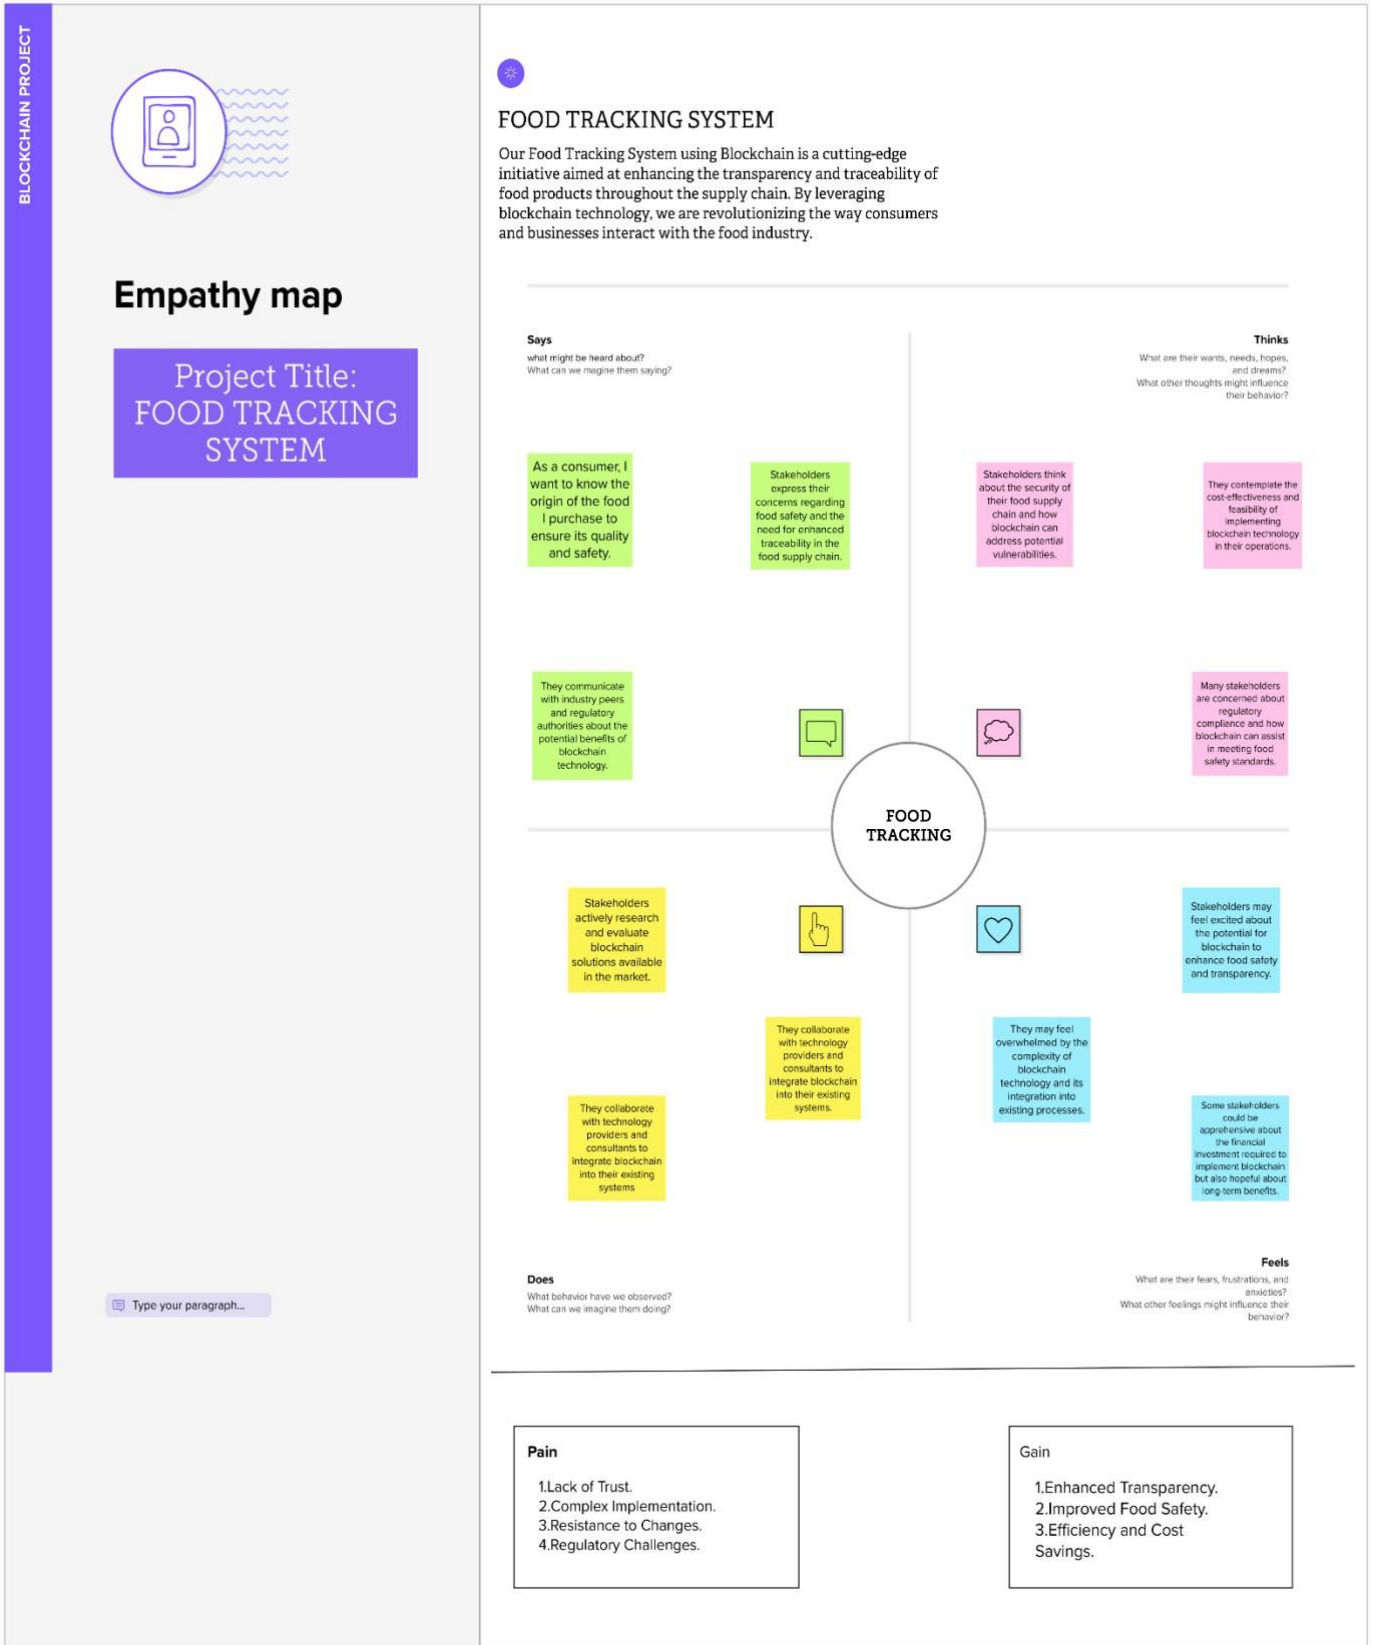 BLOCKCHAIN PROJECT
Empathy map
Project Title:
FOOD TRACKING
SYSTEM
Type your paragraph...
FOOD TRACKING SYSTEM
Our Food Tracking System using Blockchain is a cutting-edge
initiative aimed at enhancing the transparency and traceability of
food products throughout the supply chain. By leveraging
blockchain technology, we are revolutionizing the way consumers
and businesses interact with the food industry.
Says
what might be heard about?
What can we magine them saying?
Thinks
What are their wants, needs, hopes,
and dreams?
What other thoughts might influence
their behavior?
As a consumer, I
want to know the
origin of the food
I purchase to
ensure its quality
and safety.
Stakeholders
express their
concerns regarding
food safety and the
need for enhanced
traceability in the
food supply chain.
Stakeholders think
about the security of
their food supply
chain and how
blockchain can
address potential
vulnerabilities.
They contemplate the
cost-effectiveness and
feasibility of
implementing
blockchain technology
in their operations.
They communicate
with industry peers
and regulatory
authorities about the
potential benefits of
blockchain
technology.
Many stakeholders
are concerned about
regulatory
compliance and how
blockchain can assist
in meeting food
safety standards.
FOOD
TRACKING
Stakeholders
actively research
and evaluate
blockchain
solutions available
in the market.
They collaborate
with technology
providers and
consultants to
integrate blockchain
into their existing
systems.
They collaborate
with technology
providers and
consultants to
integrate blockchain
into their existing
systems
Stakeholders may
feel excited about
the potential for
blockchain to
enhance food safety
and transparency.
They may feel
overwhelmed by the
complexity of
blockchain
technology and its
integration into
existing processes.
Some stakeholders
could be
apprehensive about
the financial
investment required to
implement blockchain
but also hopeful about
long-term benefits.
Does
What behavior have we observed?
What can we imagine them doing?
Feels
What are their fears, frustrations, and
anxieties?
What other feelings might influence their
behavior?
Pain
1.Lack of Trust.
2.Complex Implementation.
3.Resistance to Changes.
4.Regulatory Challenges.
Gain
1.Enhanced Transparency.
2.Improved Food Safety.
3.Efficiency and Cost
Savings.